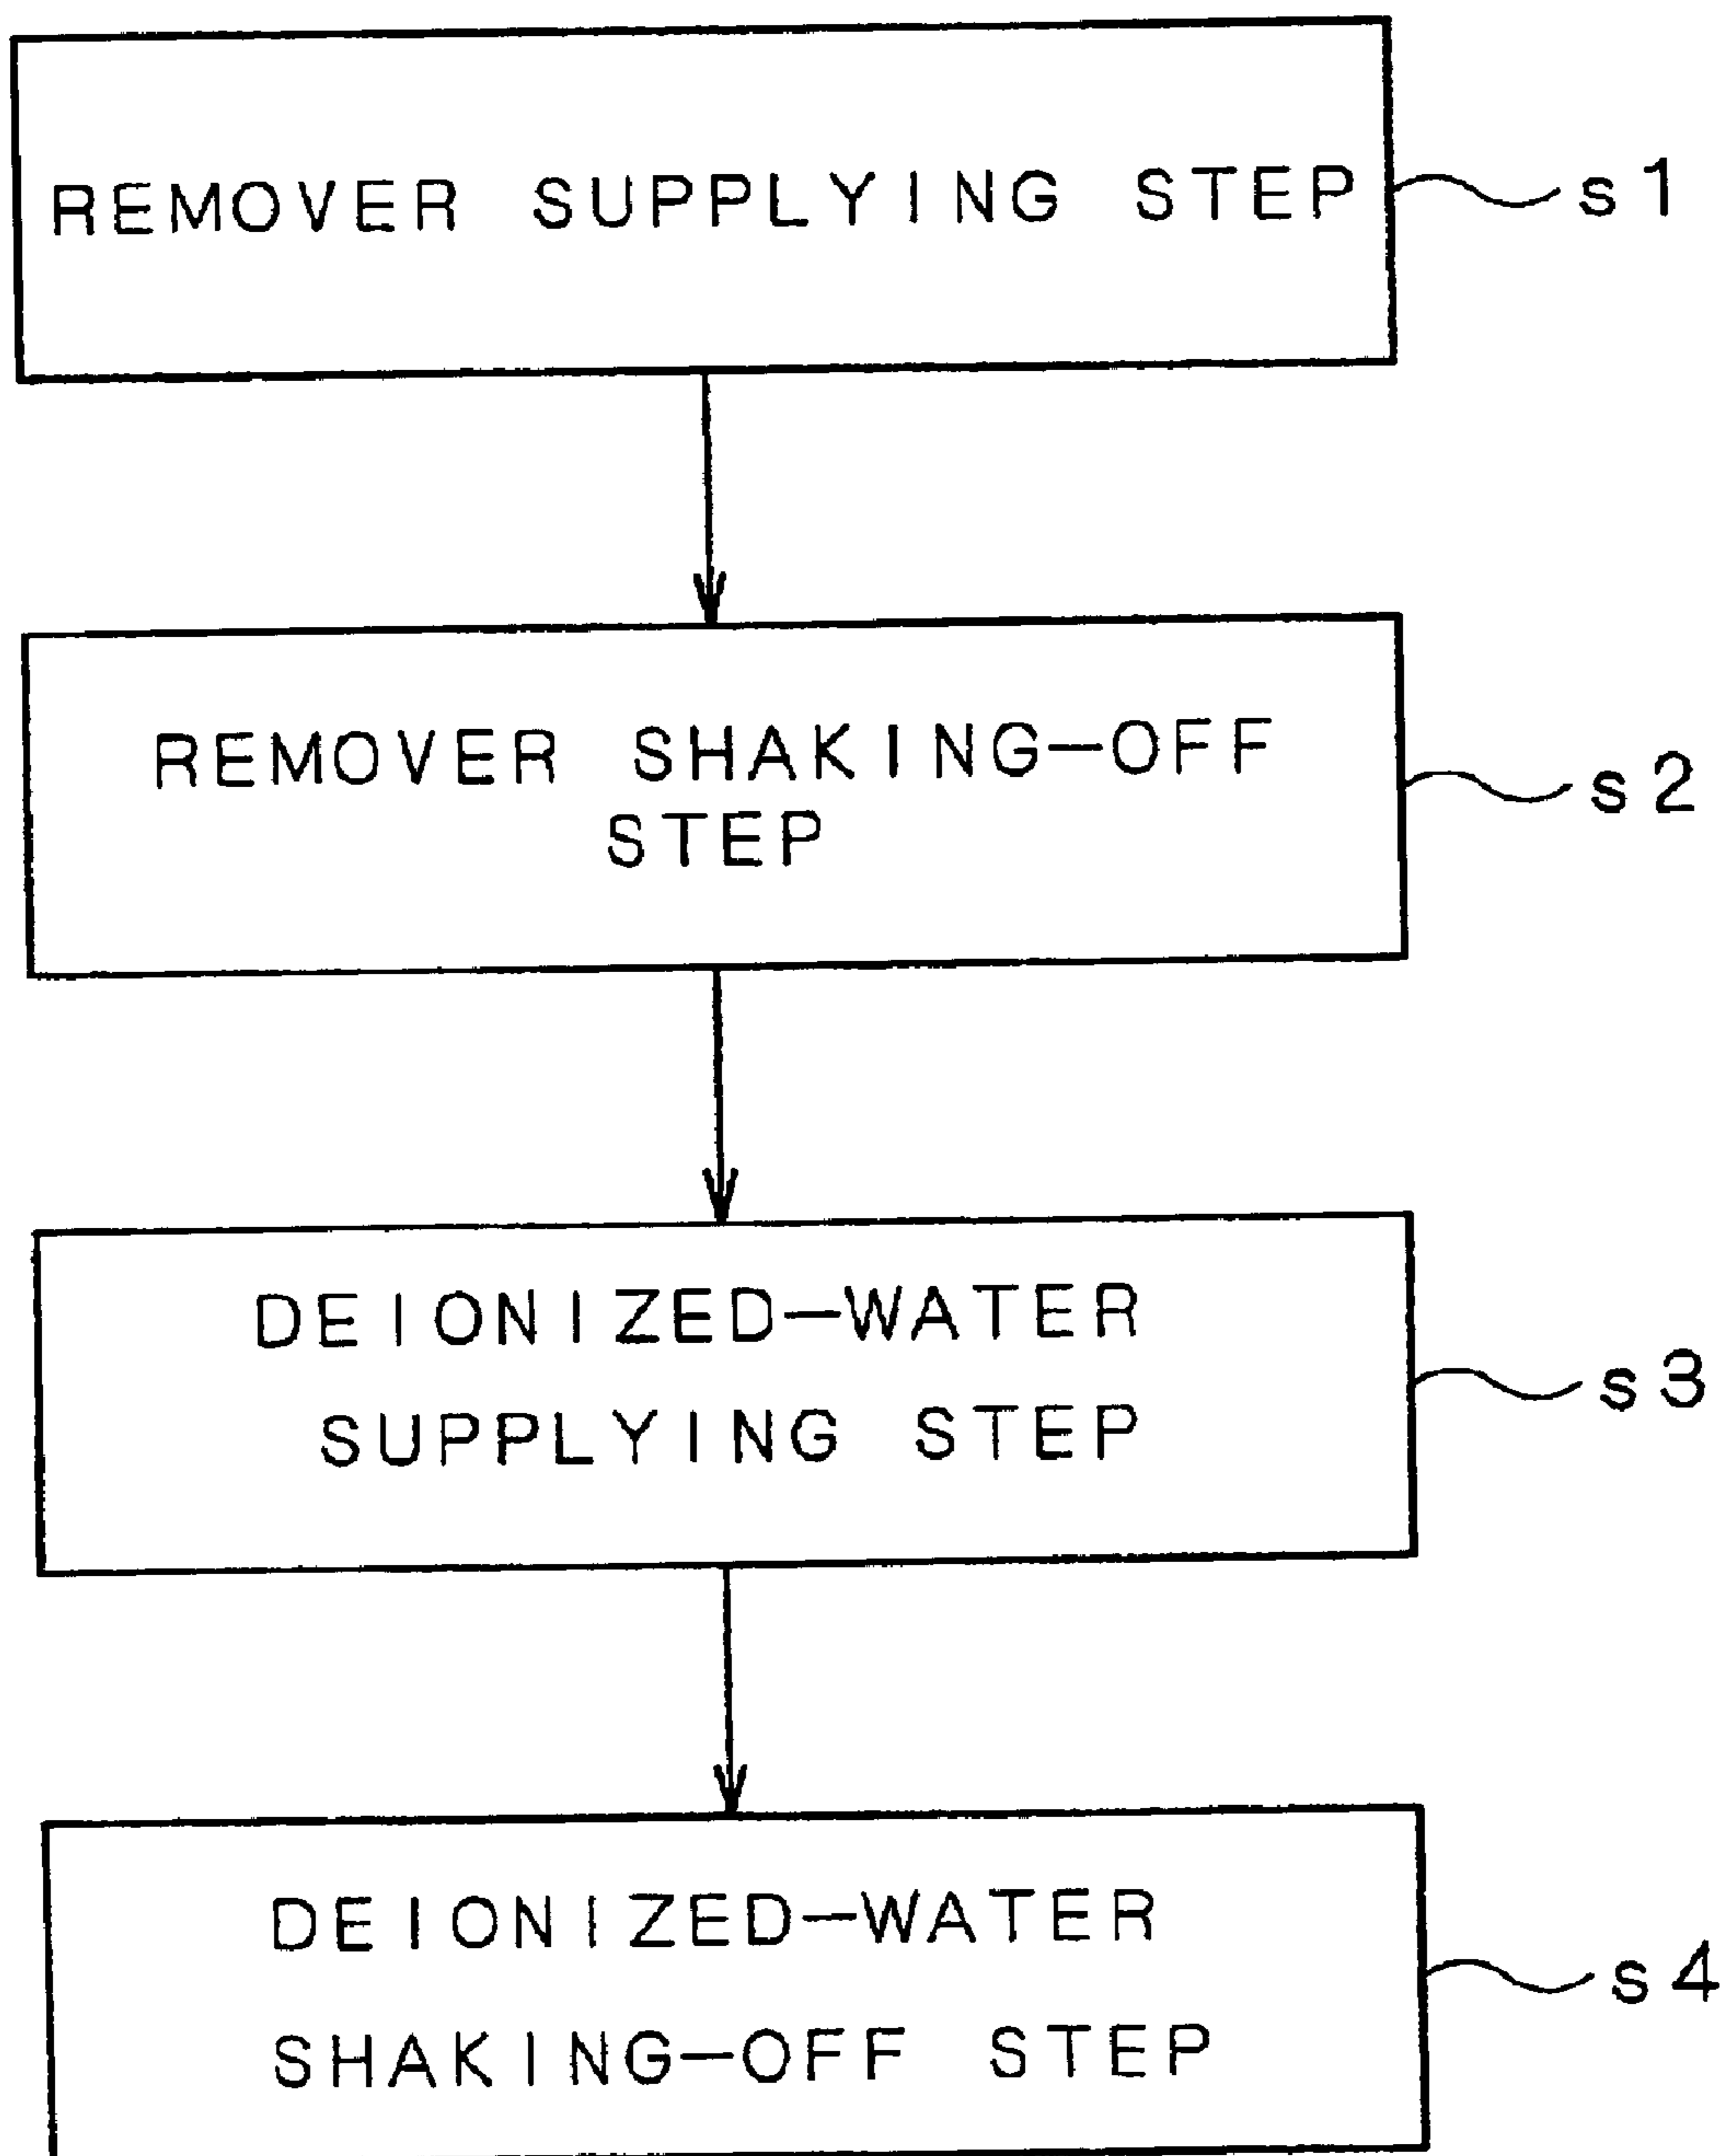 REMOVER SUPPLYING STEP
s1
REMOVER SHAKING-OFF
STEP
s2
DEIONIZED-WATER
SUPPLYING STEP
s3
DEIONIZED-WATER
SHAKING-OFF STEP
s4